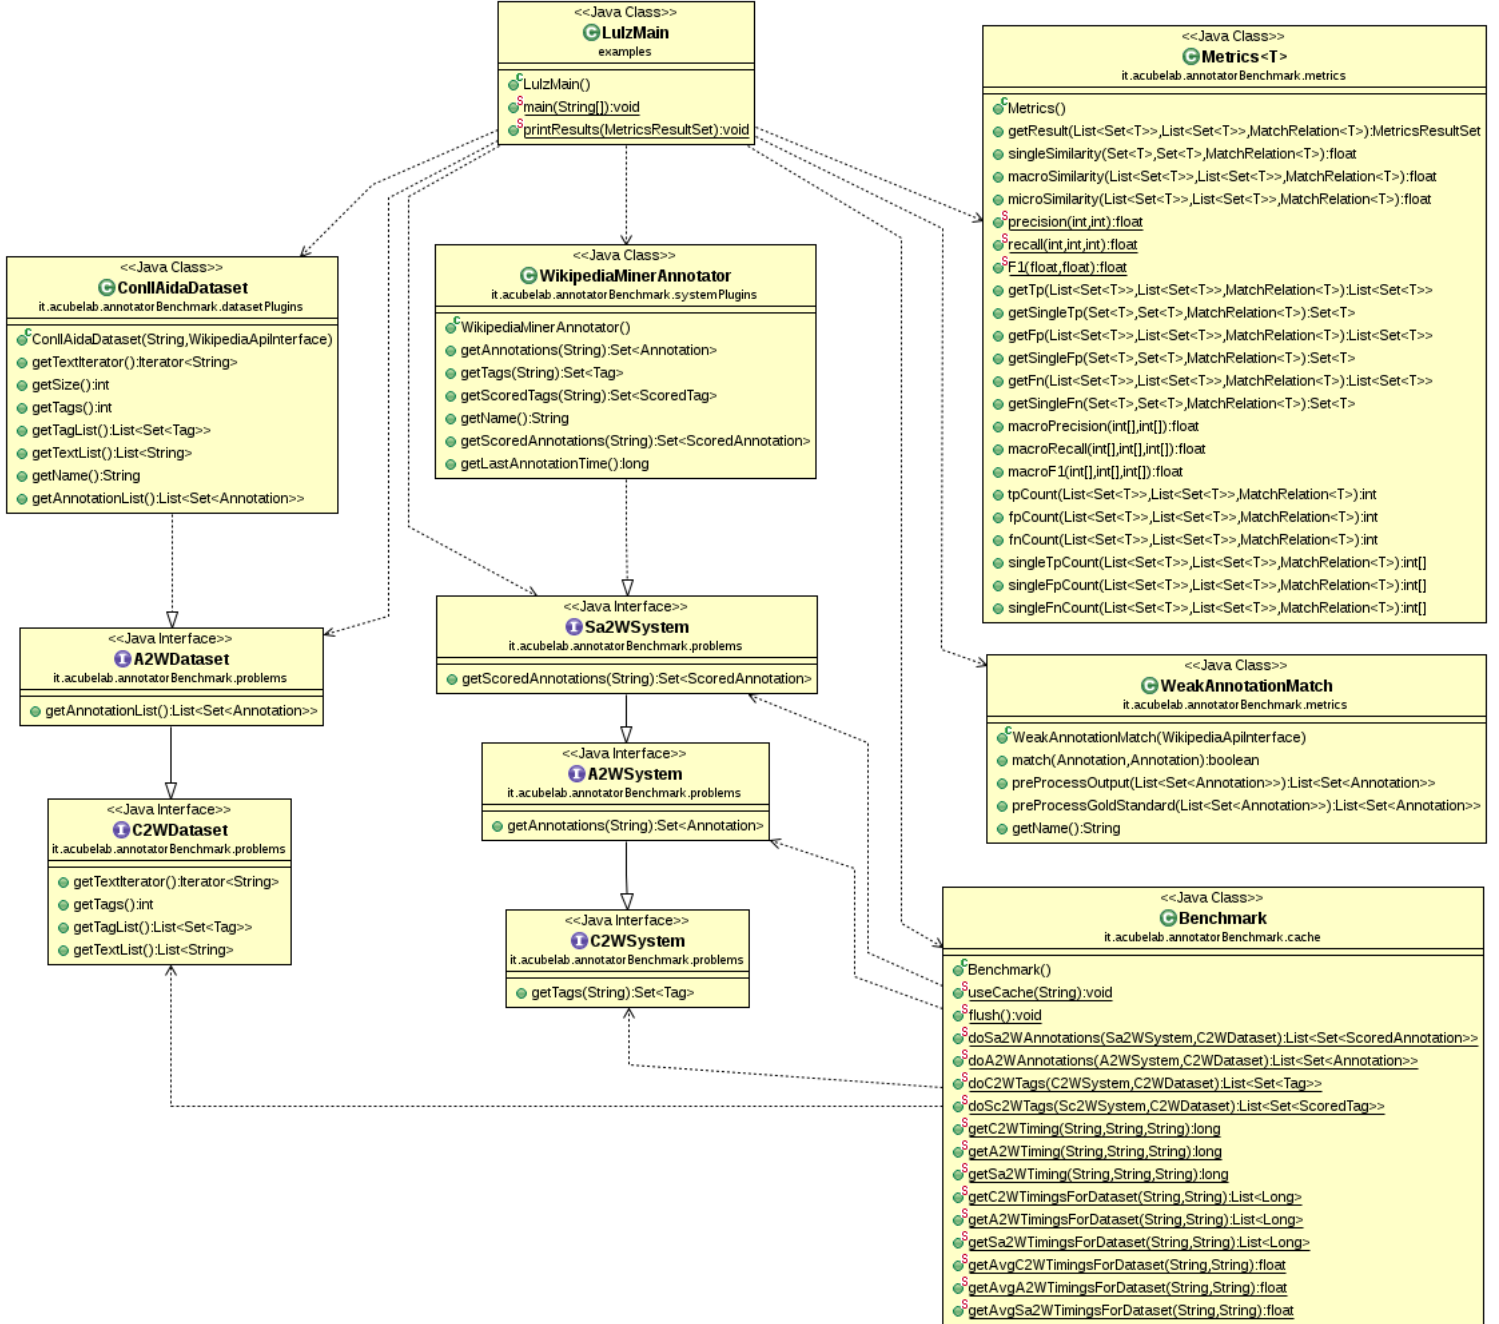 <<Java Class>>
LulzMain
examples
LulzMain()
main(String[]):void
printResults(MetricsResultSet):void
<<Java Class>>
Metrics<T>
it.acubelab.annotatorBenchmark.metrics
Metrics()
getResult(List<Set<T>>,List<Set<T>>,MatchRelation<T>):MetricsResultSet
singleSimilarity(Set<T>,Set<T>,MatchRelation<T>):float
macroSimilarity(List<Set<T>>,List<Set<T>>,MatchRelation<T>):float
microSimilarity(List<Set<T>>,List<Set<T>>,MatchRelation<T>):float
precision(int,int):float
recall(int,int,int):float
F1(float,float):float
getTp(List<Set<T>>,List<Set<T>>,MatchRelation<T>):List<Set<T>>
getSingleTp(Set<T>,Set<T>,MatchRelation<T>):Set<T>
getFp(List<Set<T>>,List<Set<T>>,MatchRelation<T>):List<Set<T>>
getSingleFp(Set<T>,Set<T>,MatchRelation<T>):Set<T>
getFn(List<Set<T>>,List<Set<T>>,MatchRelation<T>):List<Set<T>>
getSingleFn(Set<T>,Set<T>,MatchRelation<T>):Set<T>
macroPrecision(int[],int[]):float
macroRecall(int[],int[],int[]):float
macroF1(int[],int[],int[]):float
tpCount(List<Set<T>>,List<Set<T>>,MatchRelation<T>):int
fpCount(List<Set<T>>,List<Set<T>>,MatchRelation<T>):int
fnCount(List<Set<T>>,List<Set<T>>,MatchRelation<T>):int
singleTpCount(List<Set<T>>,List<Set<T>>,MatchRelation<T>):int[]
singleFpCount(List<Set<T>>,List<Set<T>>,MatchRelation<T>):int[]
singleFnCount(List<Set<T>>,List<Set<T>>,MatchRelation<T>):int[]
<<Java Class>>
ConllAidaDataset
it.acubelab.annotatorBenchmark.datasetPlugins
ConllAidaDataset(String,WikipediaApiInterface)
getTextIterator():Iterator<String>
getSize():int
getTags():int
getTagList():List<Set<Tag>>
getTextList():List<String>
getName():String
getAnnotationList():List<Set<Annotation>>
<<Java Class>>
WikipediaMinerAnnotator
it.acubelab.annotatorBenchmark.systemPlugins
WikipediaMinerAnnotator()
getAnnotations(String):Set<Annotation>
getTags(String):Set<Tag>
getScoredTags(String):Set<ScoredTag>
getName():String
getScoredAnnotations(String):Set<ScoredAnnotation>
getLastAnnotationTime():long
<<Java Interface>>
A2WDataset
it.acubelab.annotatorBenchmark.problems
getAnnotationList():List<Set<Annotation>>
<<Java Interface>>
Sa2WSystem
it.acubelab.annotatorBenchmark.problems
getScoredAnnotations(String):Set<ScoredAnnotation>
<<Java Class>>
WeakAnnotationMatch
it.acubelab.annotatorBenchmark.metrics
WeakAnnotationMatch(WikipediaApiInterface)
match(Annotation,Annotation):boolean
preProcessOutput(List<Set<Annotation>>):List<Set<Annotation>>
preProcessGoldStandard(List<Set<Annotation>>):List<Set<Annotation>>
getName():String
<<Java Interface>>
C2WDataset
it.acubelab.annotatorBenchmark.problems
getTextIterator():Iterator<String>
getTags():int
getTagList():List<Set<Tag>>
getTextList():List<String>
<<Java Interface>>
A2WSystem
it.acubelab.annotatorBenchmark.problems
getAnnotations(String):Set<Annotation>
<<Java Interface>>
C2WSystem
it.acubelab.annotatorBenchmark.problems
getTags(String):Set<Tag>
<<Java Class>>
Benchmark
it.acubelab.annotatorBenchmark.cache
Benchmark()
useCache(String):void
flush():void
doSa2WAnnotations(Sa2WSystem,C2WDataset):List<Set<ScoredAnnotation>>
doA2WAnnotations(A2WSystem,C2WDataset):List<Set<Annotation>>
doC2WTags(C2WSystem,C2WDataset):List<Set<Tag>>
doSc2WTags(Sc2WSystem,C2WDataset):List<Set<ScoredTag>>
getC2WTiming(String,String,String):long
getA2WTiming(String,String,String):long
getSa2WTiming(String,String,String):long
getC2WTimingsForDataset(String,String):List<Long>
getA2WTimingsForDataset(String,String):List<Long>
getSa2WTimingsForDataset(String,String):List<Long>
getAvgC2WTimingsForDataset(String,String):float
getAvgA2WTimingsForDataset(String,String):float
getAvgSa2WTimingsForDataset(String,String):float